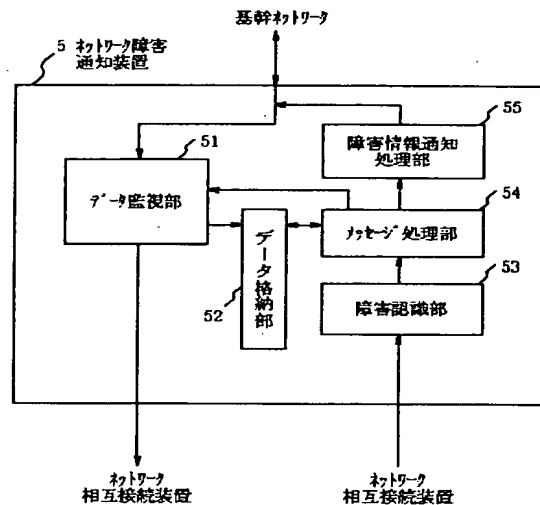 基幹ネットワーク
5 ネットワーク障害
通知装置
51
データ監視部
55
障害情報通知
処理部
54
メッセージ処理部
データ格納部
52
53
障害認識部
ネットワーク
相互接続装置
ネットワーク
相互接続装置